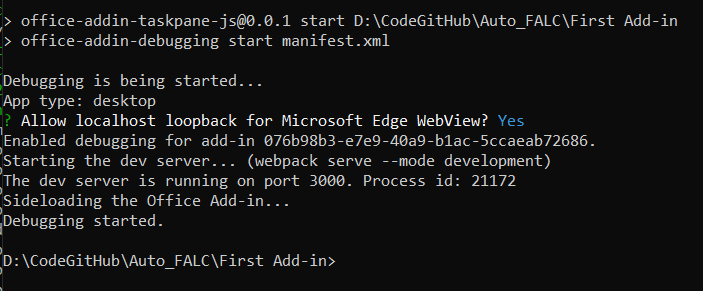 > office-addin-taskpane-js@0.0.1 start D:\CodeGitHub\Auto_FALC\First Add-in
> office-addin-debugging start manifest.xml
Debugging is being started...
App type: desktop
? Allow localhost loopback for Microsoft Edge WebView? Yes
Enabled debugging for add-in 076b98b3-e7e9-40a9-b1ac-5ccaeab72686.
Starting the dev server... (webpack serve --mode development)
The dev server is running on port 3000. Process id: 21172
Sideloading the Office Add-in...
Debugging started.
D:\CodeGitHub\Auto_FALC\First Add-in>